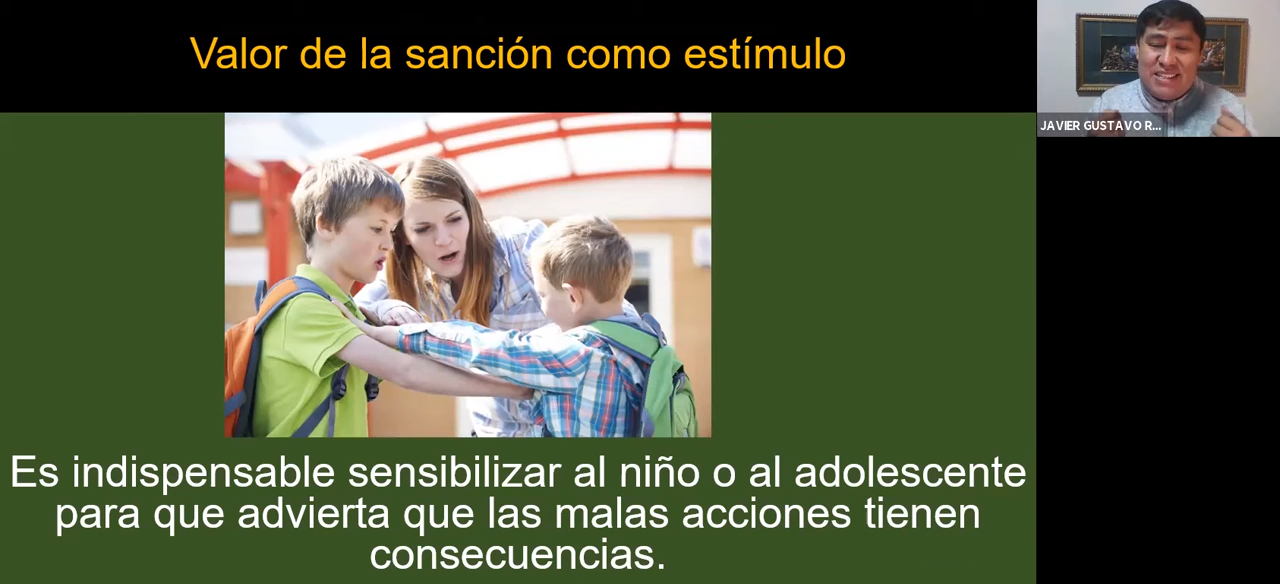 Valor de la sanción como estímulo
JAVIER GUSTAVO R...
Es indispensable sensibilizar al niño o al adolescente
para que advierta que las malas acciones tienen
consecuencias.